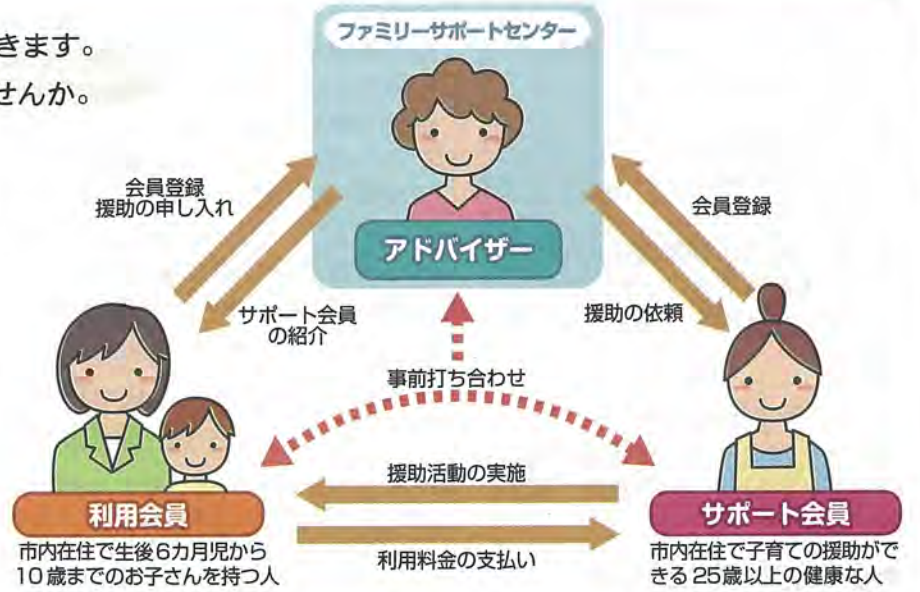 きます。
せんか。
ファミリーサポートセンター
アドバイザー
会員登録
援助の申し入れ
会員登録
サポート会員
の紹介
援助の依頼
事前打ち合わせ
援助活動の実施
利用料金の支払い
利用会員
市内在住で生後6カ月児から
10歳までのお子さんを持つ人
サポート会員
市内在住で子育ての援助がで
きる25歳以上の健康な人